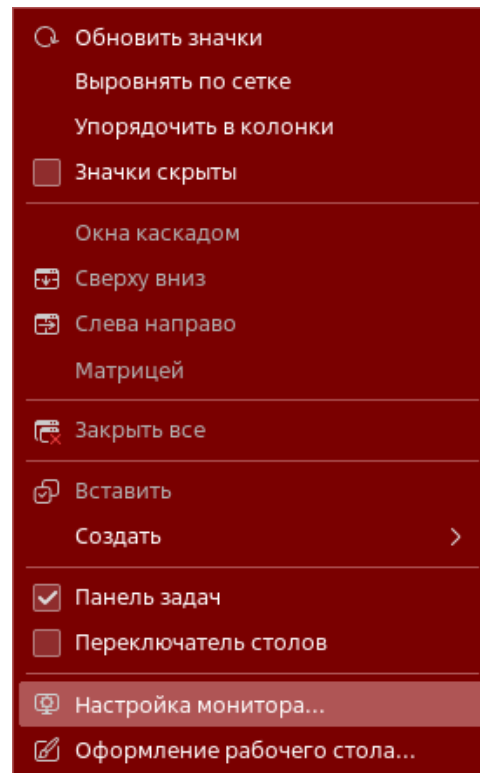 Обновить значки
Выровнять по сетке
Упорядочить в колонки
Значки скрыты
Окна каскадом
Сверху вниз
Слева направо
Матрицей
Закрыть все
Вставить
Создать
Панель задач
Переключатель столов
Настройка монитора...
Оформление рабочего стола...